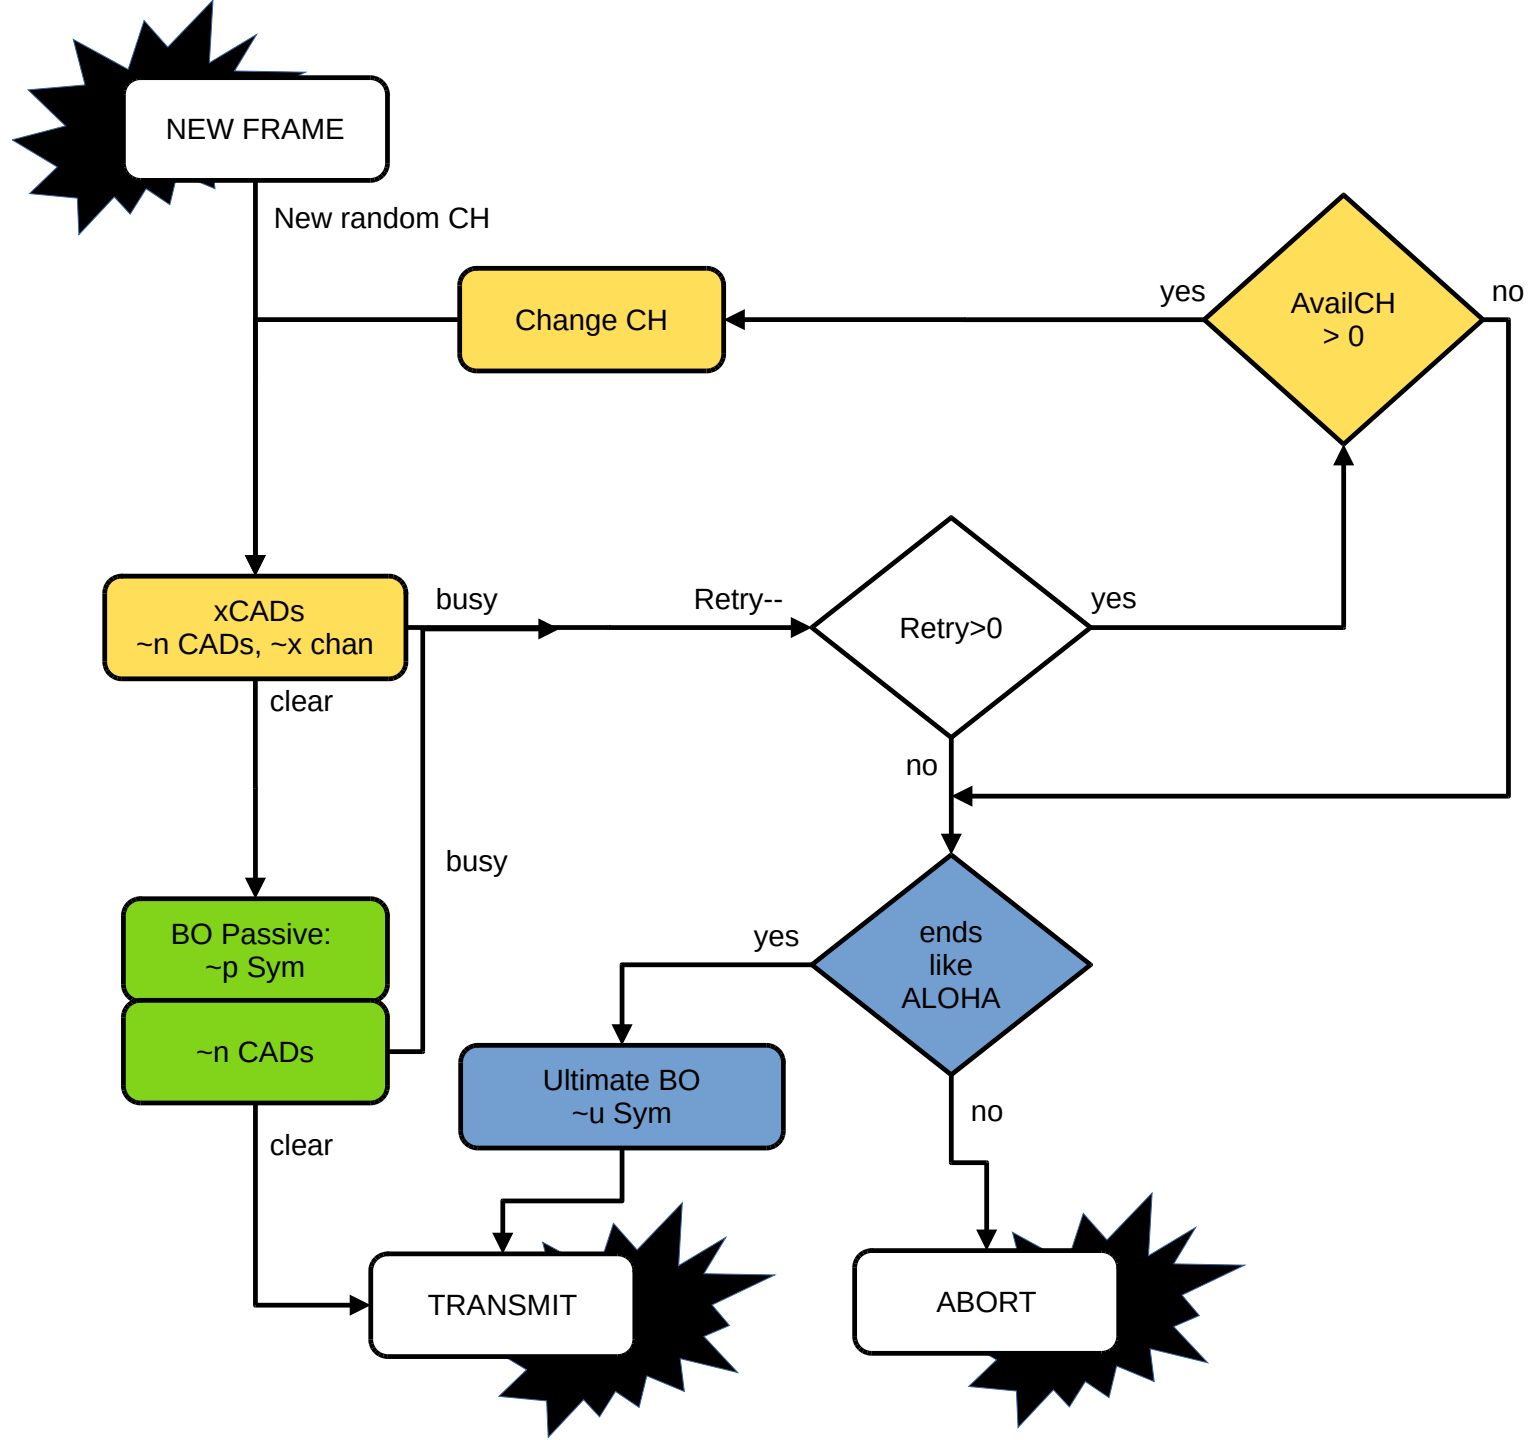 NEW FRAME
New random CH
Change CH
yes
AvailCH
> 0
no
xCADs
~n CADs, ~x chan
busy
Retry--
Retry>0
yes
clear
no
busy
BO Passive:
~p Sym
~n CADs
yes
ends
like
ALOHA
Ultimate BO
~u Sym
no
clear
TRANSMIT
ABORT